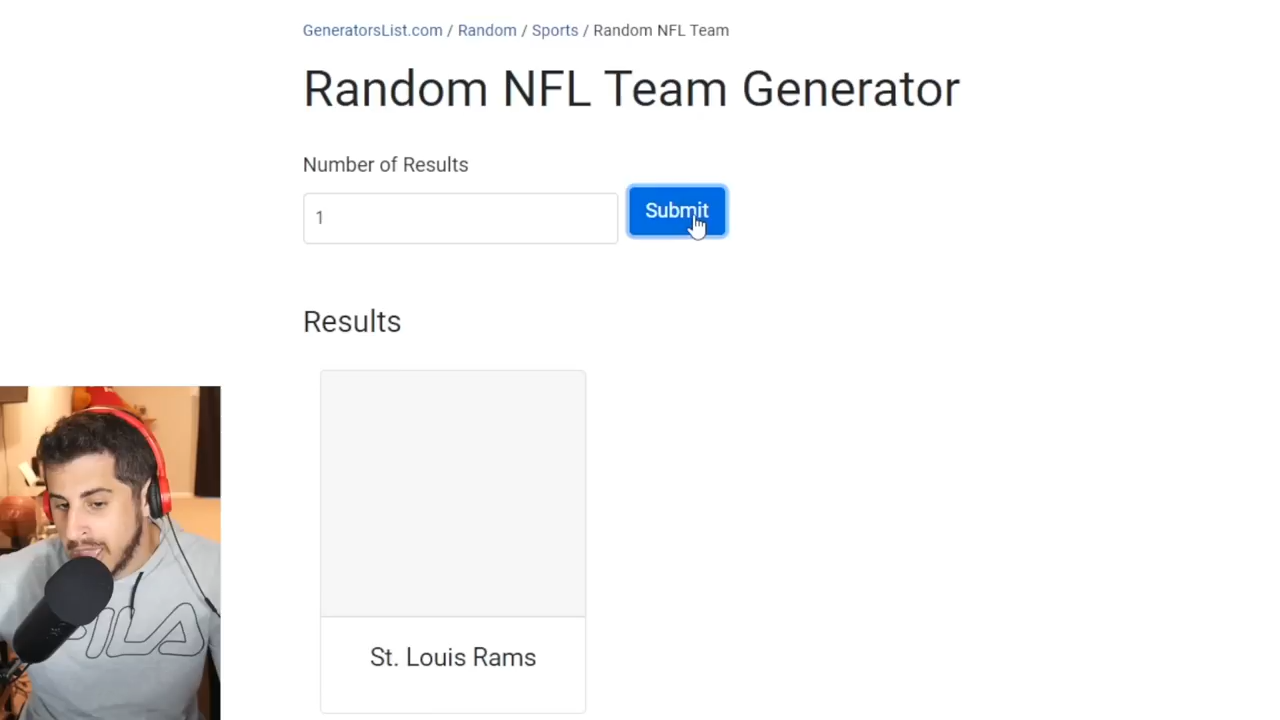 GeneratorsList.com / Random / Sports / Random NFL Team
Random NFL Team Generator
Number of Results
1
Submit
Results
St. Louis Rams
FILA